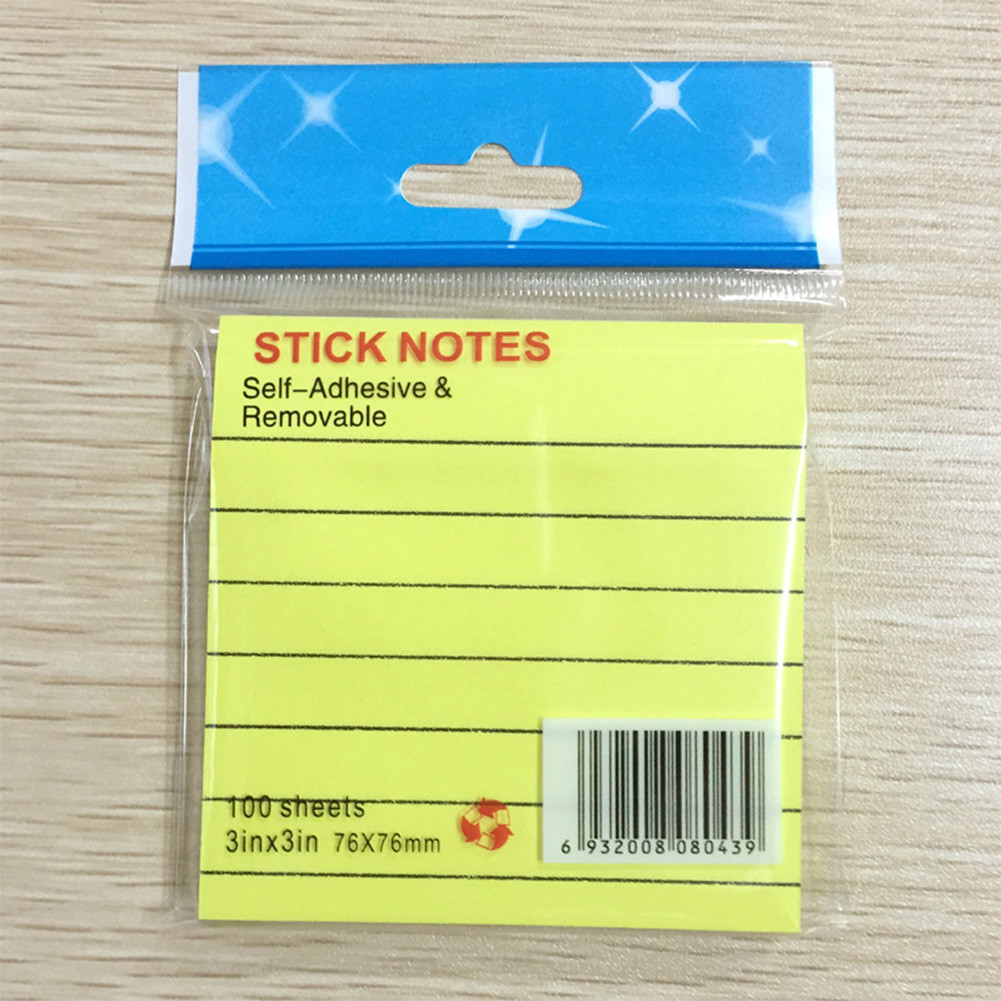 STICK NOTES
Self-Adhesive &
Removable
100 sheets
3inx3in 76X76mm
6 932008 080439